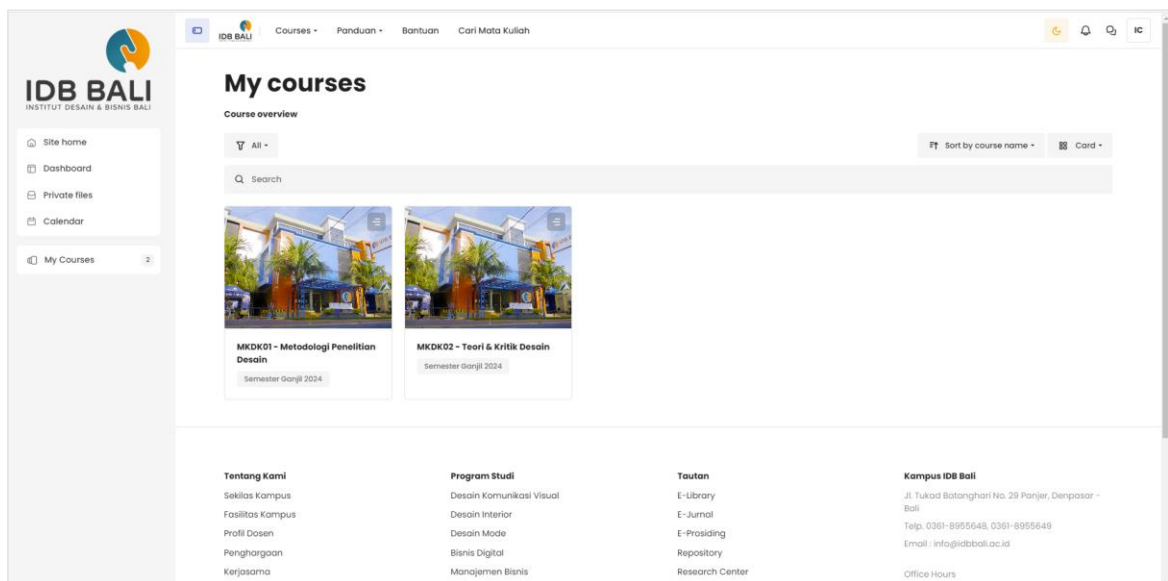 IDB BALI
INSTITUT DESAIN & BISNIS BALI
Site home
Dashboard
Private files
Calendar
My Courses 2
IDB BALI
Courses
Panduan
Bantuan
Cari Mata Kuliah
IC
My courses
Course overview
All
Sort by course name
Card
Search
MKDK01 - Metodologi Penelitian
Desain
Semester Ganjil 2024
MKDK02 - Teori & Kritik Desain
Semester Ganjil 2024
Tentang Kami
Sekilas Kampus
Fasilitas Kampus
Profil Dosen
Penghargaan
Kerjasama
Program Studi
Desain Komunikasi Visual
Desain Interior
Desain Mode
Bisnis Digital
Manajemen Bisnis
Tautan
E-Library
E-Jurnal
E-Prosiding
Repository
Research Center
Kampus IDB Bali
Jl. Tukad Batanghari No. 29 Panjer, Denpasar -
Bali
Telp. 0361-8955648, 0361-8955649
Email : info@idbbali.ac.id
Office Hours